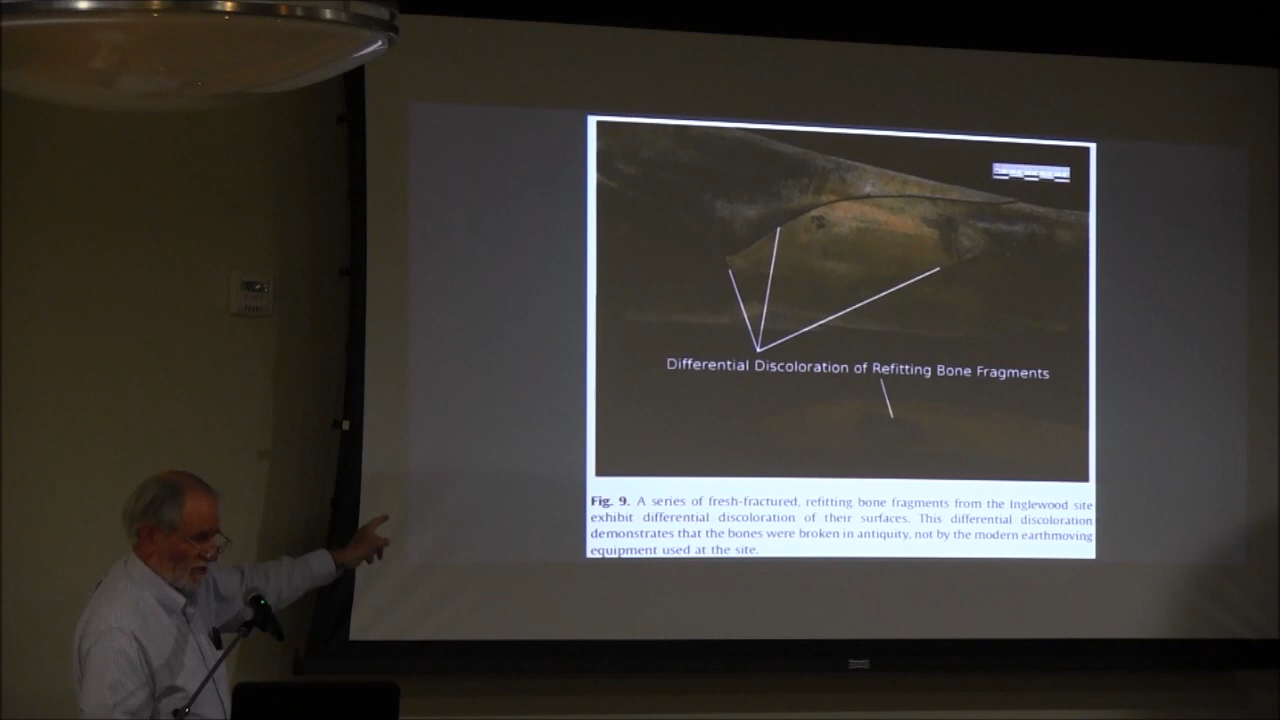 Differential Discoloration of Refitting Bone Fragments
Fig. 9. A series of fresh-fractured, refitting bone fragments from the Inglewood site
exhibit differential discoloration of their surfaces. This differential discoloration
demonstrates that the bones were broken in antiquity, not by the modern earthmoving
equipment used at the site.